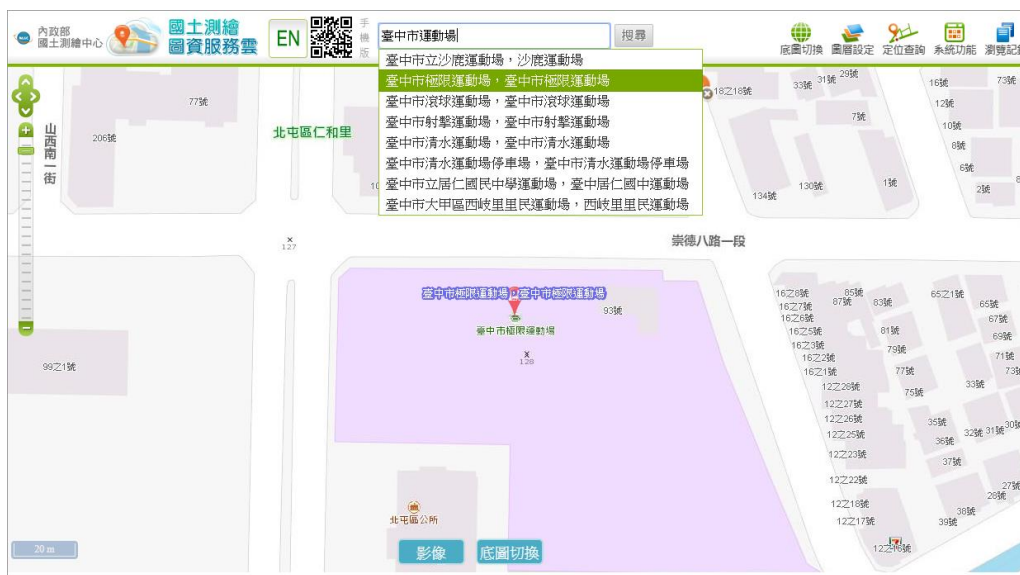 內政部
國土測繪中心
國土測繪
圖資服務雲
EN
手機版
臺中市運動場
搜尋
底圖切換
圖層設定
定位查詢
系統功能
瀏覽記
臺中市立沙鹿運動場，沙鹿運動場
臺中市極限運動場，臺中市極限運動場
臺中市滾球運動場，臺中市滾球運動場
臺中市射擊運動場，臺中市射擊運動場
臺中市清水運動場，臺中市清水運動場
臺中市清水運動場停車場，臺中市清水運動場停車場
臺中市立居仁國民中學運動場，臺中居仁國中運動場
臺中市大甲區西岐里里民運動場，西岐里里民運動場
山西南一街
206號
77號
北屯區仁和里
18之18號
33號
31號
29號
7號
16號
73號
12號
10號
8號
6號
2號
1號
130號
134號
127
崇德八路一段
臺中市極限運動場，臺中市極限運動場
93號
臺中市極限運動場
128
99之1號
16之8號
16之7號
16之6號
16之5號
16之3號
16之2號
16之1號
12之28號
12之27號
12之26號
12之25號
12之23號
12之22號
12之18號
12之17號
12之16號
85號
87號
83號
81號
79號
77號
75號
65之1號
65號
67號
69號
71號
33號
35號
32號
31號
36號
37號
28號
38號
39號
北屯區公所
20 m
影像
底圖切換